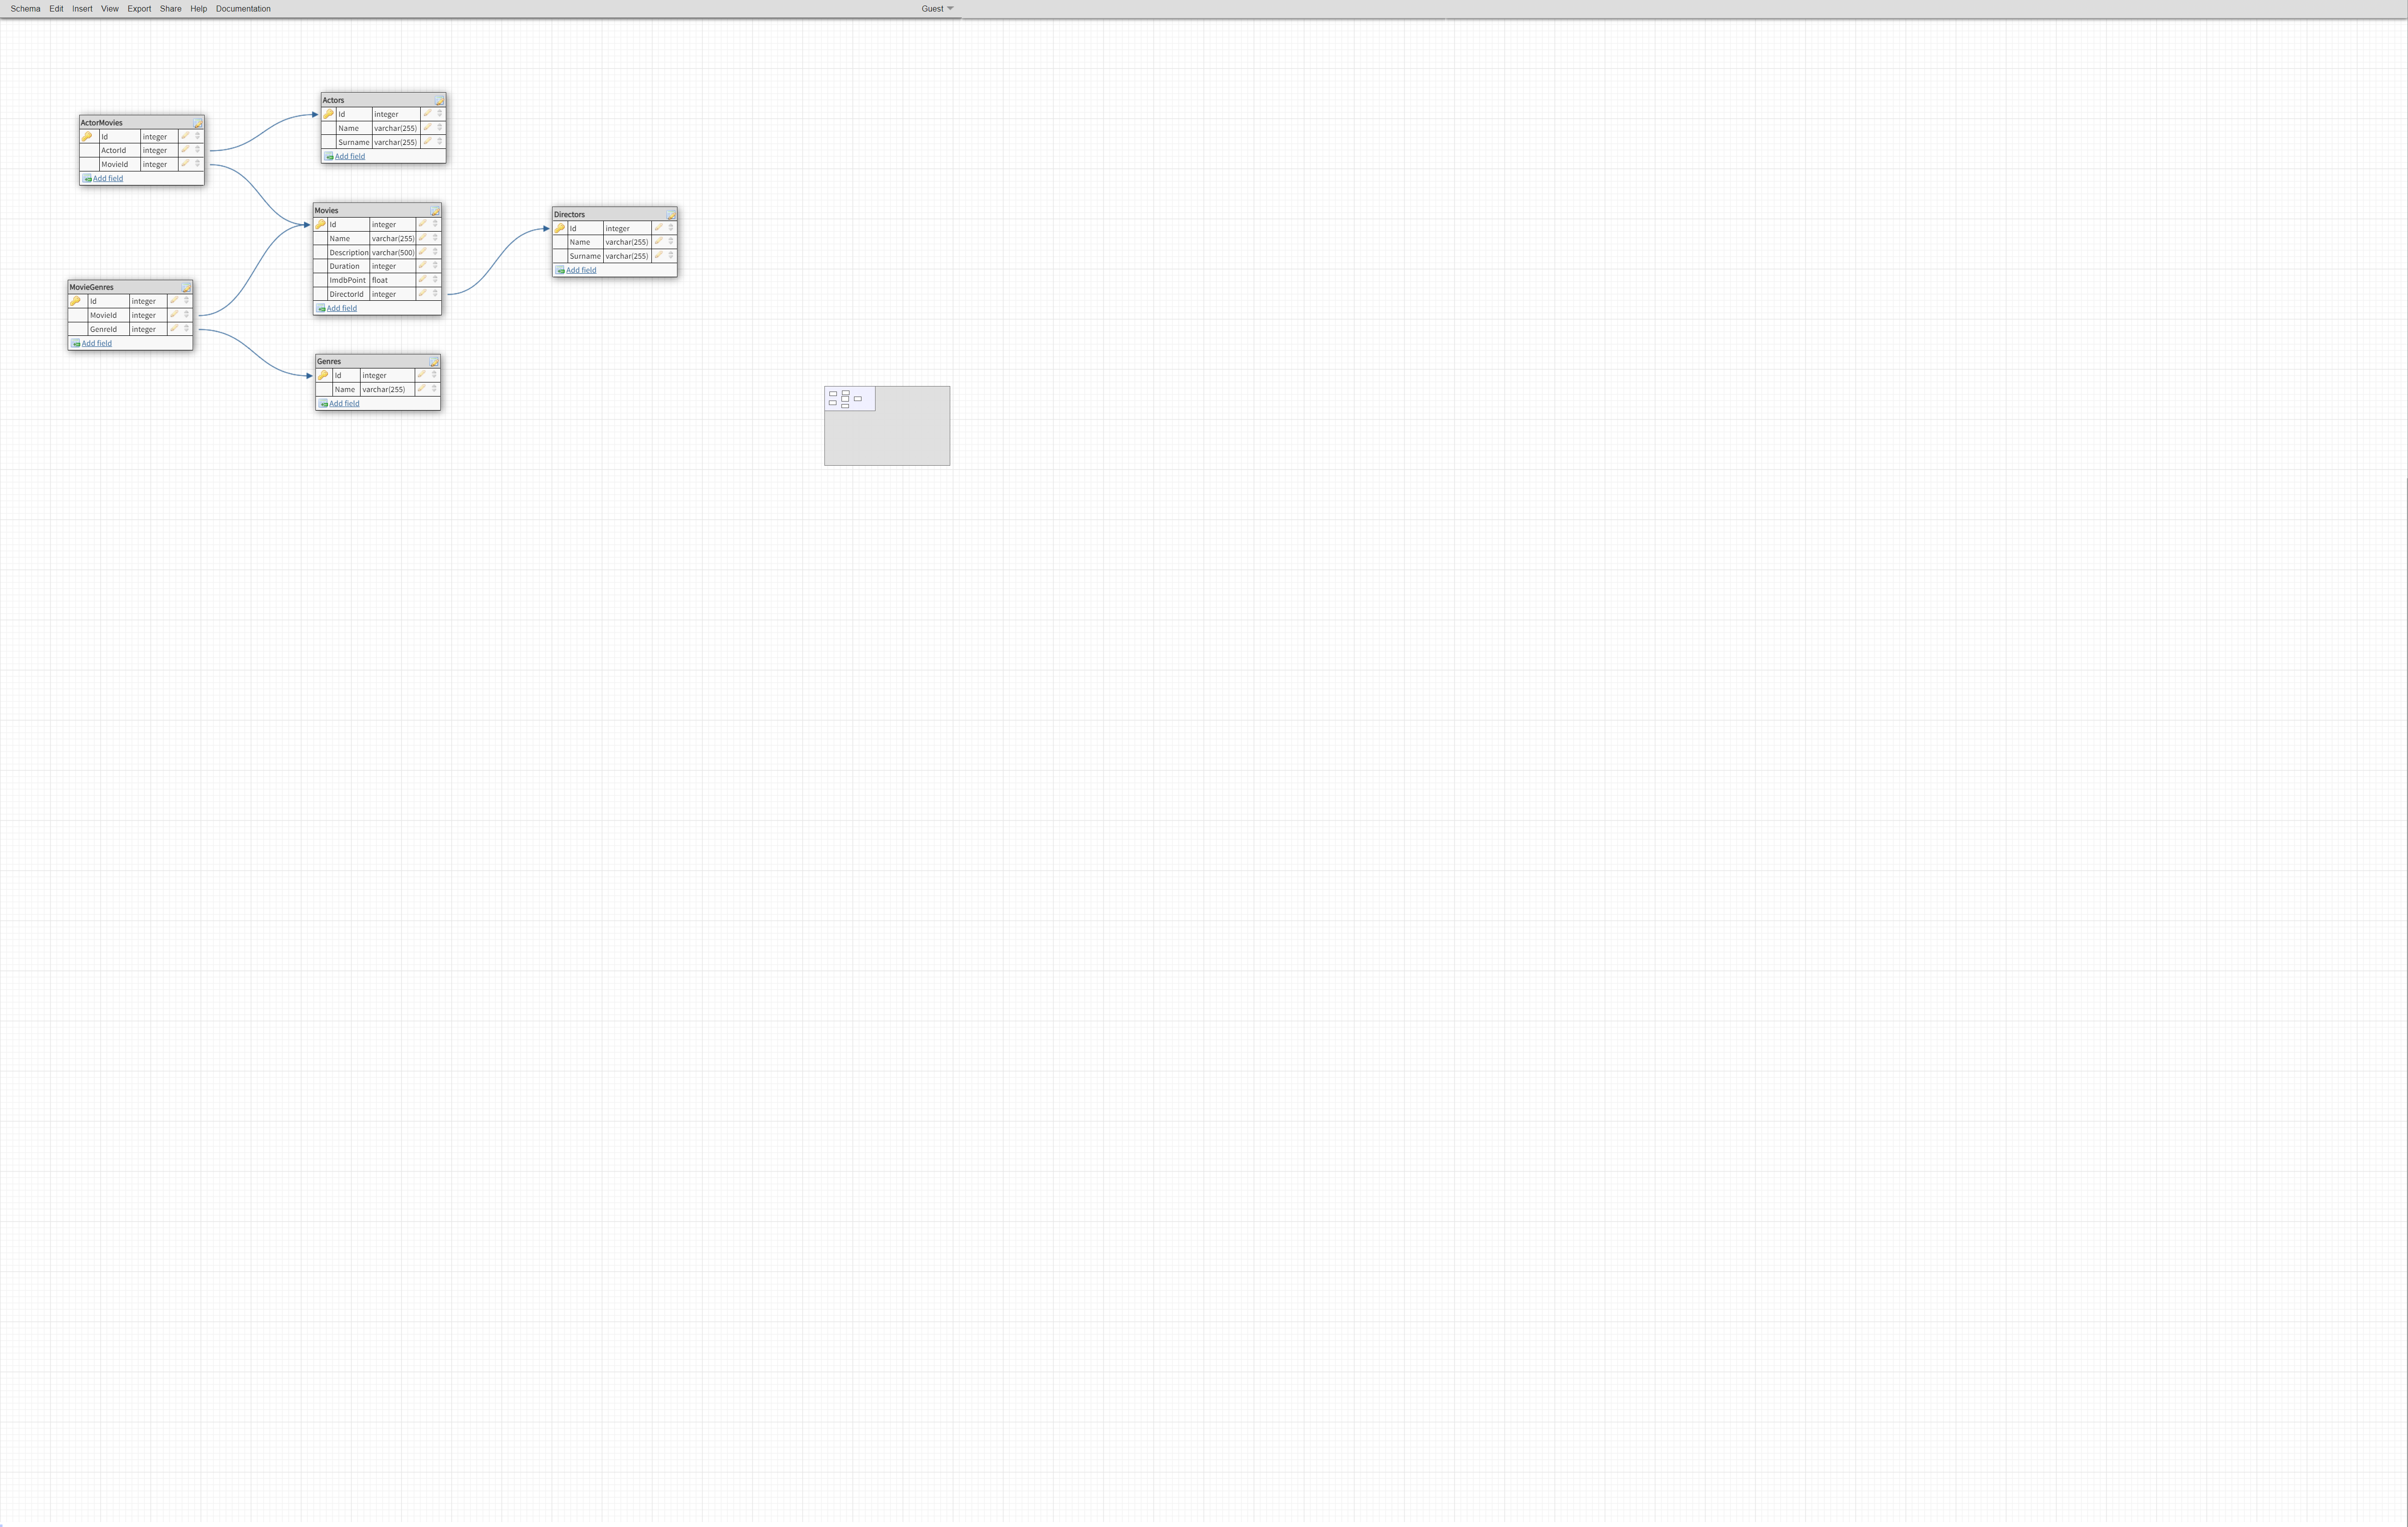 Schema Edit Insert View Export Share Help Documentation Guest
ActorMovies
Id integer
ActorId integer
MovieId integer
Add field
Actors
Id integer
Name varchar(255)
Surname varchar(255)
Add field
Movies
Id integer
Name varchar(255)
Description varchar(500)
Duration integer
ImdbPoint float
DirectorId integer
Add field
Directors
Id integer
Name varchar(255)
Surname varchar(255)
Add field
MovieGenres
Id integer
MovieId integer
GenreId integer
Add field
Genres
Id integer
Name varchar(255)
Add field